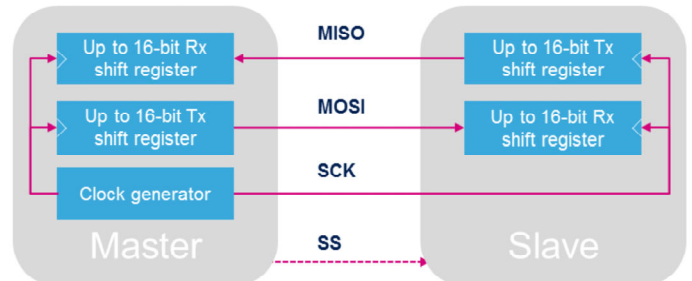 MISO
Up to 16-bit Rx
shift register
Up to 16-bit Tx
shift register
MOSI
Up to 16-bit Tx
shift register
Up to 16-bit Rx
shift register
SCK
Clock generator
Master
SS
Slave